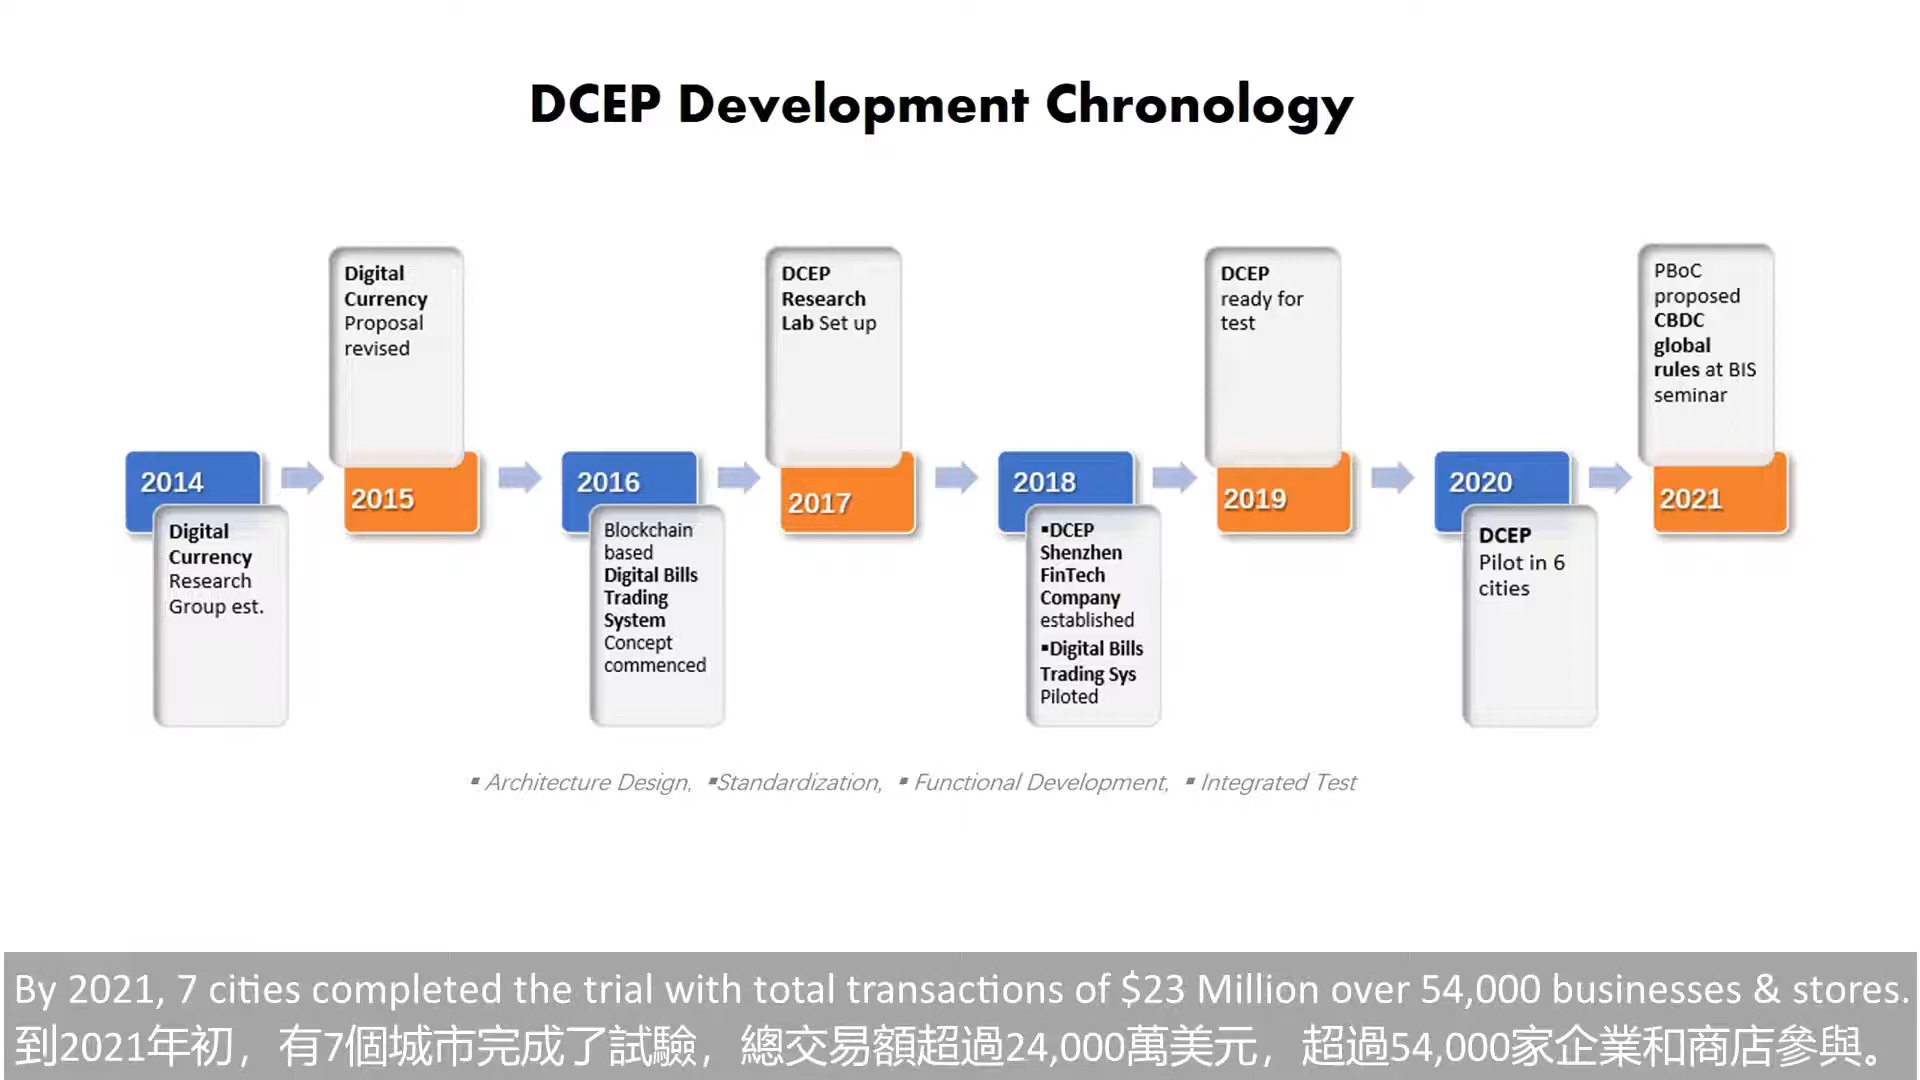 DCEP Development Chronology
2014
Digital
Currency
Research
Group est.
Digital
Currency
Proposal
revised
2015
2016
Blockchain
based
Digital Bills
Trading
System
Concept
commenced
DCEP
Research
Lab Set up
2017
2018
▪DCEP
Shenzhen
FinTech
Company
established
▪Digital Bills
Trading Sys
Piloted
DCEP
ready for
test
2019
2020
DCEP
Pilot in 6
cities
PBoC
proposed
CBDC
global
rules at BIS
seminar
2021
▪ Architecture Design, ▪Standardization, ▪ Functional Development, ▪ Integrated Test
By 2021, 7 cities completed the trial with total transactions of $23 Million over 54,000 businesses & stores.
到2021年初，有7個城市完成了試驗，總交易額超過24,000萬美元，超過54,000家企業和商店參與。